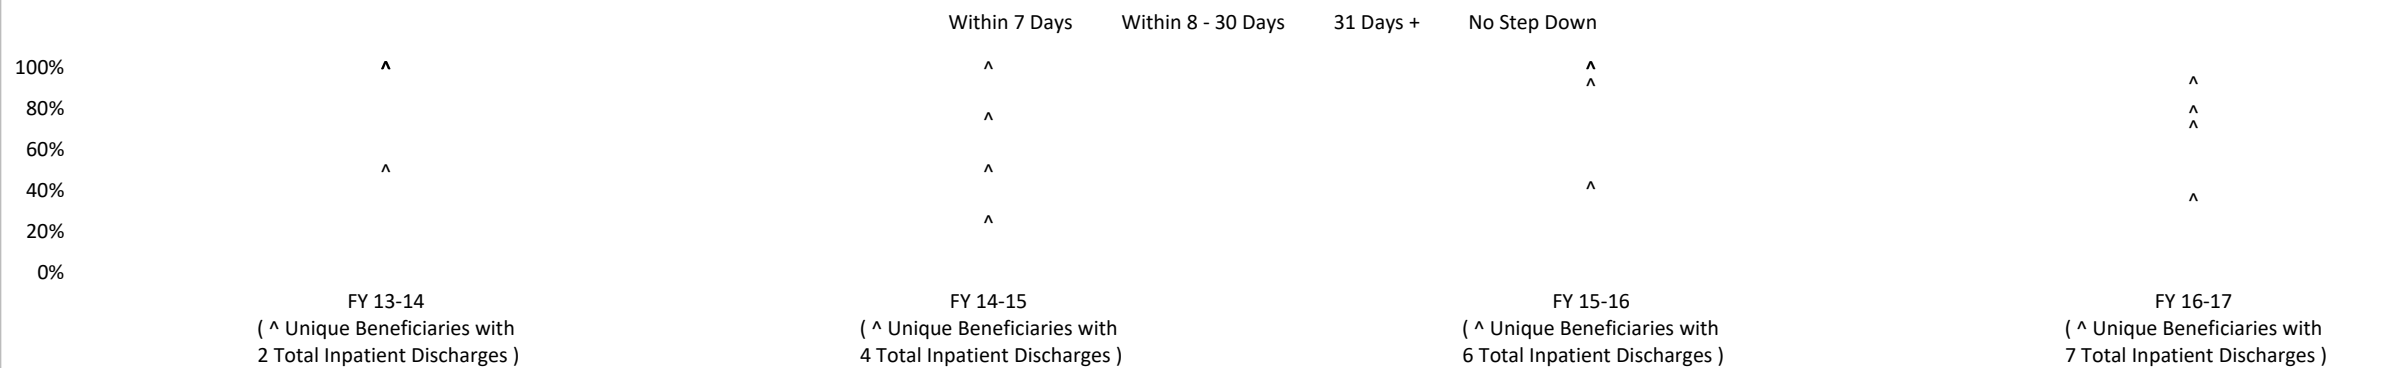 Within 7 Days Within 8 - 30 Days 31 Days + No Step Down
100% ^ ^ ^
^ ^
80% ^
^ ^
60%
^ ^
40% ^ ^
20% ^
0%
FY 13-14 FY 14-15 FY 15-16 FY 16-17
( ^ Unique Beneficiaries with ( ^ Unique Beneficiaries with ( ^ Unique Beneficiaries with ( ^ Unique Beneficiaries with
2 Total Inpatient Discharges ) 4 Total Inpatient Discharges ) 6 Total Inpatient Discharges ) 7 Total Inpatient Discharges )